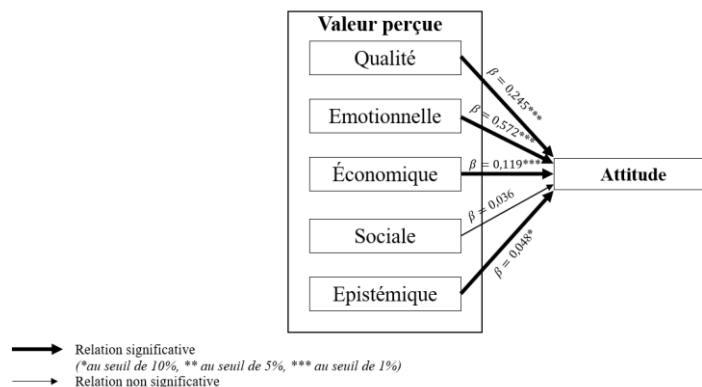 Valeur perçue
Qualité
β = 0,245***
Emotionnelle
β = 0,572***
Économique
β = 0,119***
Attitude
Sociale
β = 0,036
Epistémique
β = 0,048*
Relation significative
(*au seuil de 10%, ** au seuil de 5%, *** au seuil de 1%)
Relation non significative